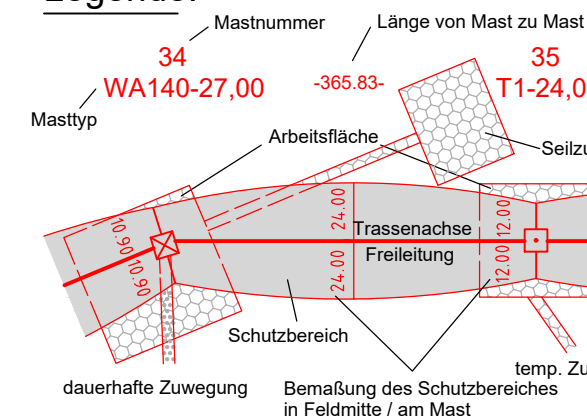 Mastnummer
Länge von Mast zu Mast
34
WA140-27,00
-365.83-
35
Masttyp
Arbeitsfläche
10.90
10.90
24.00
24.00
12.00
12.00
Trassenachse
Freileitung
Schutzbereich
dauerhafte Zuwegung
Bemaßung des Schutzbereiches
in Feldmitte / am Mast
temp.